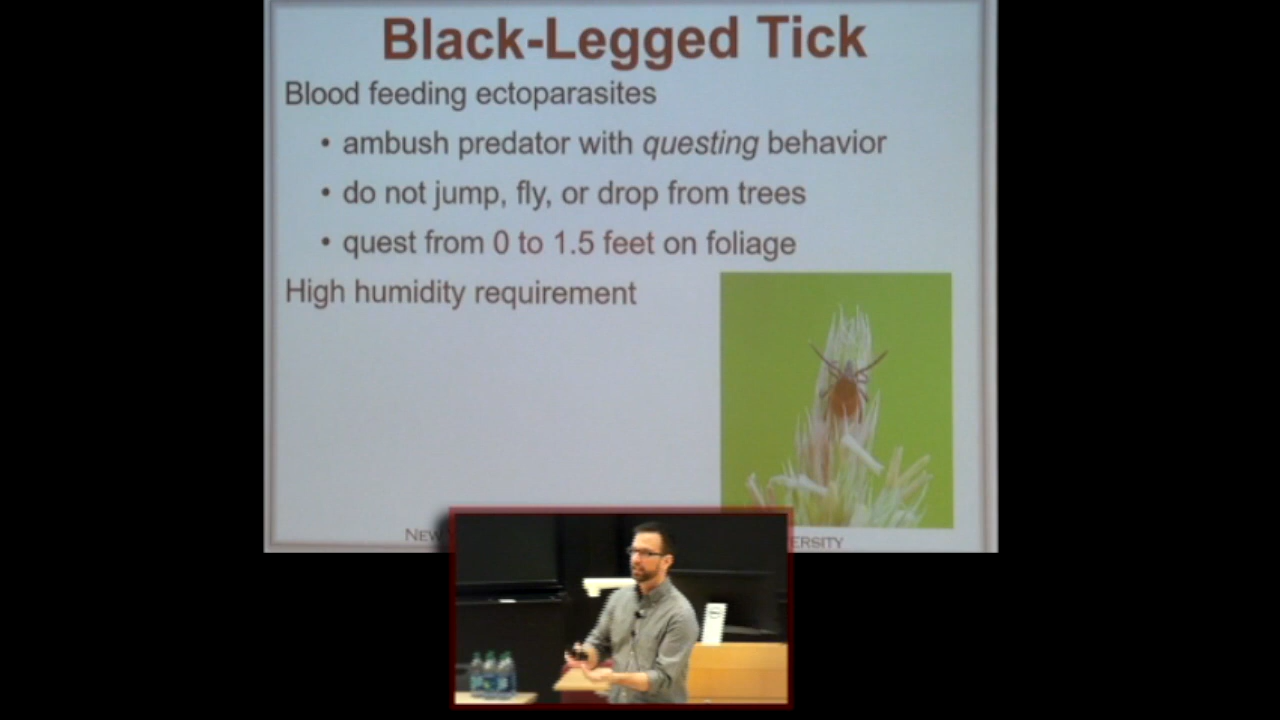 Black-Legged Tick
Blood feeding ectoparasites
• ambush predator with questing behavior
• do not jump, fly, or drop from trees
• quest from 0 to 1.5 feet on foliage
High humidity requirement